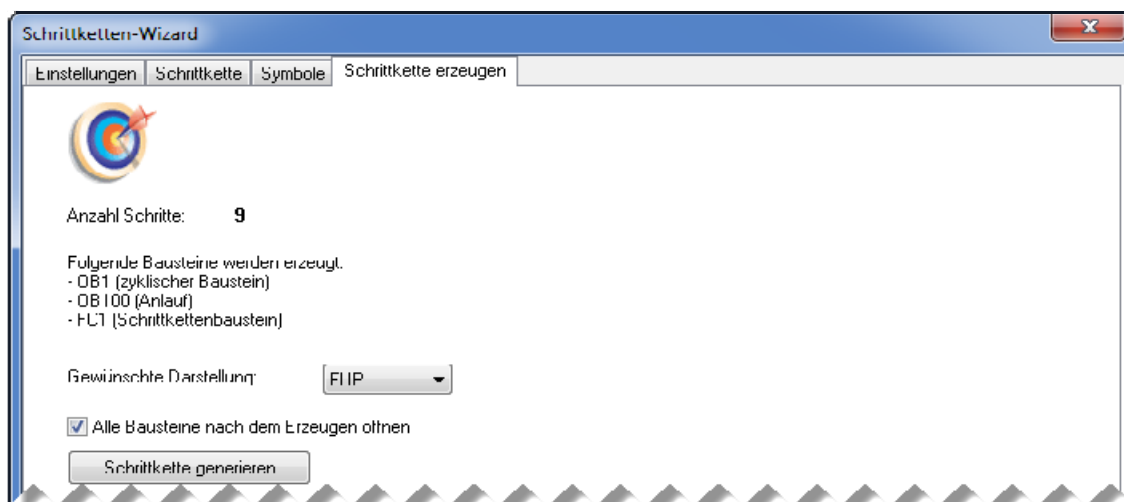 Schrittketten-Wizard
Einstellungen Schrittkette Symbole Schrittkette erzeugen
Anzahl Schritte: 9
Folgende Bausteine werden erzeugt:
- OB1 (zyklischer Baustein)
- OB100 (Anlauf)
- FC1 (Schrittkettenbaustein)
Gewünschte Darstellung: FUP
Alle Bausteine nach dem Erzeugen öffnen
Schrittkette generieren